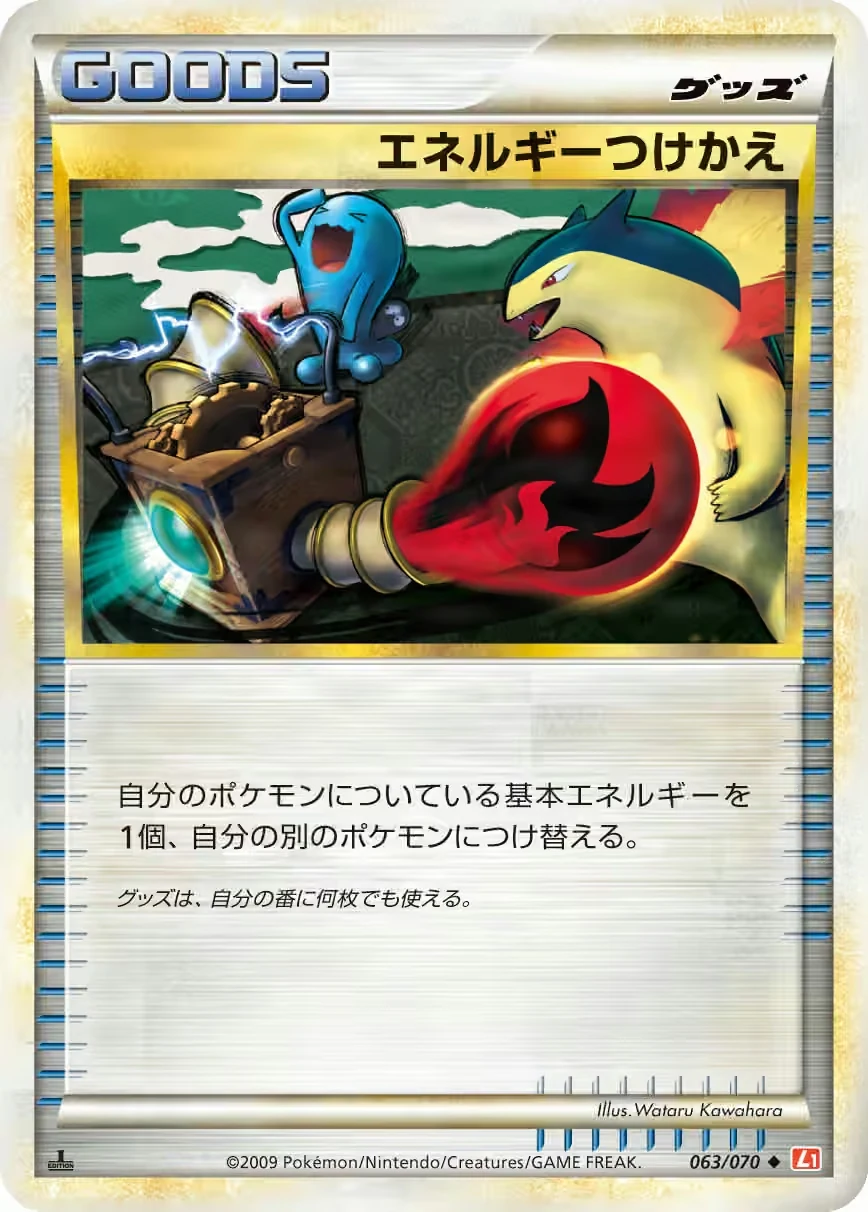 GOODS
グッズ
エネルギーつけかえ
自分のポケモンについている基本エネルギーを
1個、自分の別のポケモンにつけ替える。
グッズは、自分の番に何枚でも使える。
Illus. Wataru Kawahara
1
EDITION
©2009 Pokémon/Nintendo/Creatures/GAME FREAK.
063/070 ◆ L1